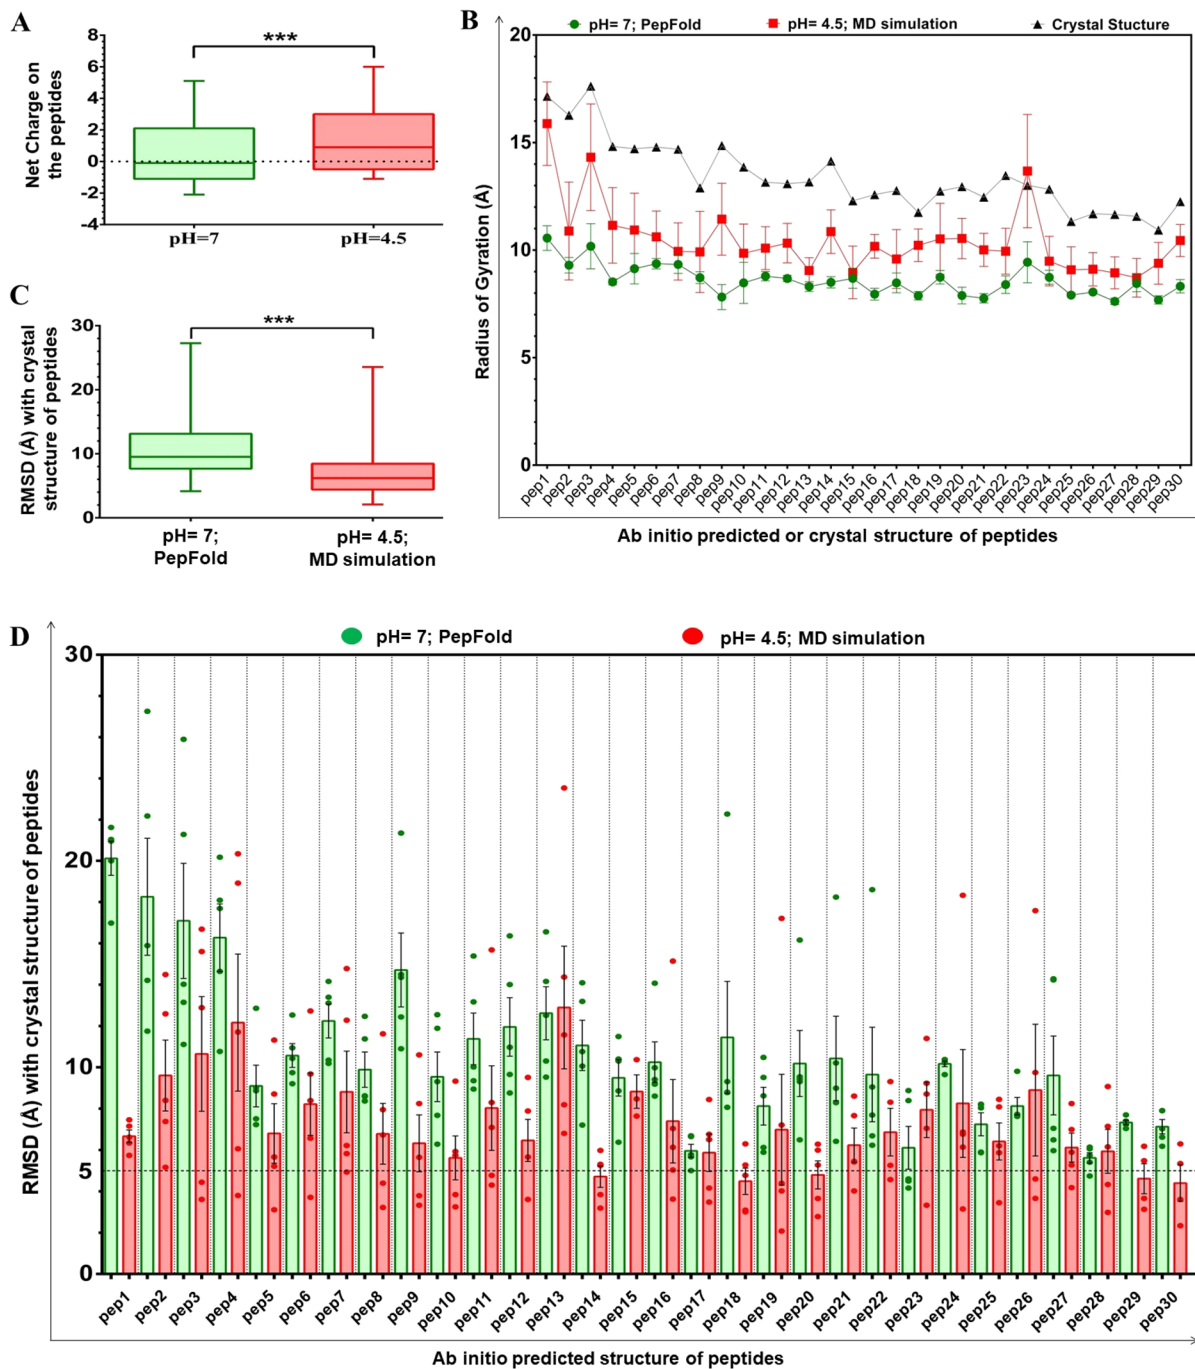 A
Net Charge on
the peptides
8
6
4
2
0
-2
-4
***
pH=7
pH=4.5
B
pH= 7; PepFold
pH= 4.5; MD simulation
Crystal Stucture
Radius of Gyration (Å)
20
15
10
5
0
pep1
pep2
pep3
pep4
pep5
pep6
pep7
pep8
pep9
pep10
pep11
pep12
pep13
pep14
pep15
pep16
pep17
pep18
pep19
pep20
pep21
pep22
pep23
pep24
pep25
pep26
pep27
pep28
pep29
pep30
Ab initio predicted or crystal structure of peptides
C
RMSD (Å) with crystal
structure of peptides
30
20
10
0
***
pH= 7;
PepFold
pH= 4.5;
MD simulation
D
pH= 7; PepFold
pH= 4.5; MD simulation
RMSD (Å) with crystal structure of peptides
30
20
10
5
0
pep1
pep2
pep3
pep4
pep5
pep6
pep7
pep8
pep9
pep10
pep11
pep12
pep13
pep14
pep15
pep16
pep17
pep18
pep19
pep20
pep21
pep22
pep23
pep24
pep25
pep26
pep27
pep28
pep29
pep30
Ab initio predicted structure of peptides